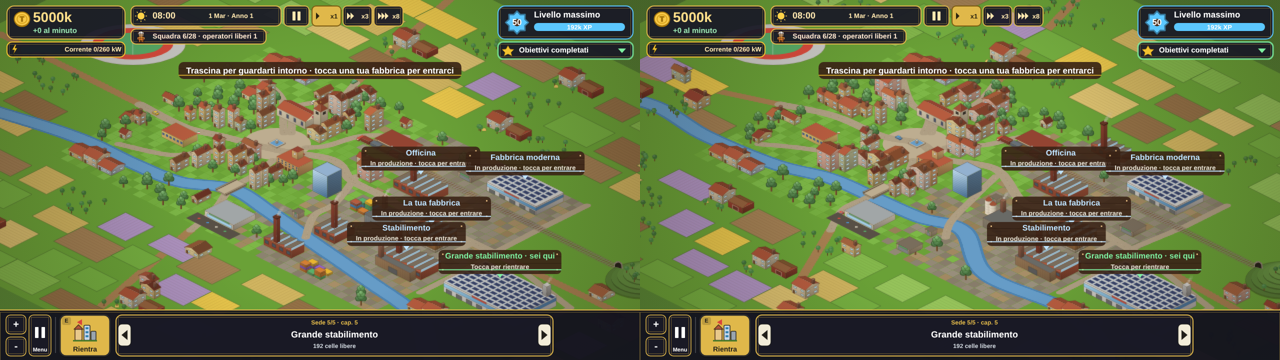 5000k
+0 al minuto
Corrente 0/260 kW
08:00
1 Mar · Anno 1
Squadra 6/28 · operatori liberi 1
x1
x3
x8
50
Livello massimo
192k XP
Obiettivi completati
Trascina per guardarti intorno · tocca una tua fabbrica per entrarci
Officina
In produzione · tocca per entra
Fabbrica moderna
In produzione · tocca per entrare
La tua fabbrica
In produzione · tocca per entrare
Stabilimento
In produzione · tocca per entrare
Grande stabilimento · sei qui
Tocca per rientrare
+
-
Menu
E
Rientra
Sede 5/5 · cap. 5
Grande stabilimento
192 celle libere
5000k
+0 al minuto
Corrente 0/260 kW
08:00
1 Mar · Anno 1
Squadra 6/28 · operatori liberi 1
x1
x3
x8
50
Livello massimo
192k XP
Obiettivi completati
Trascina per guardarti intorno · tocca una tua fabbrica per entrarci
Officina
In produzione · tocca per entrar
Fabbrica moderna
In produzione · tocca per entrare
La tua fabbrica
In produzione · tocca per entrare
Stabilimento
In produzione · tocca per entrare
Grande stabilimento · sei qui
Tocca per rientrare
+
-
Menu
E
Rientra
Sede 5/5 · cap. 5
Grande stabilimento
192 celle libere